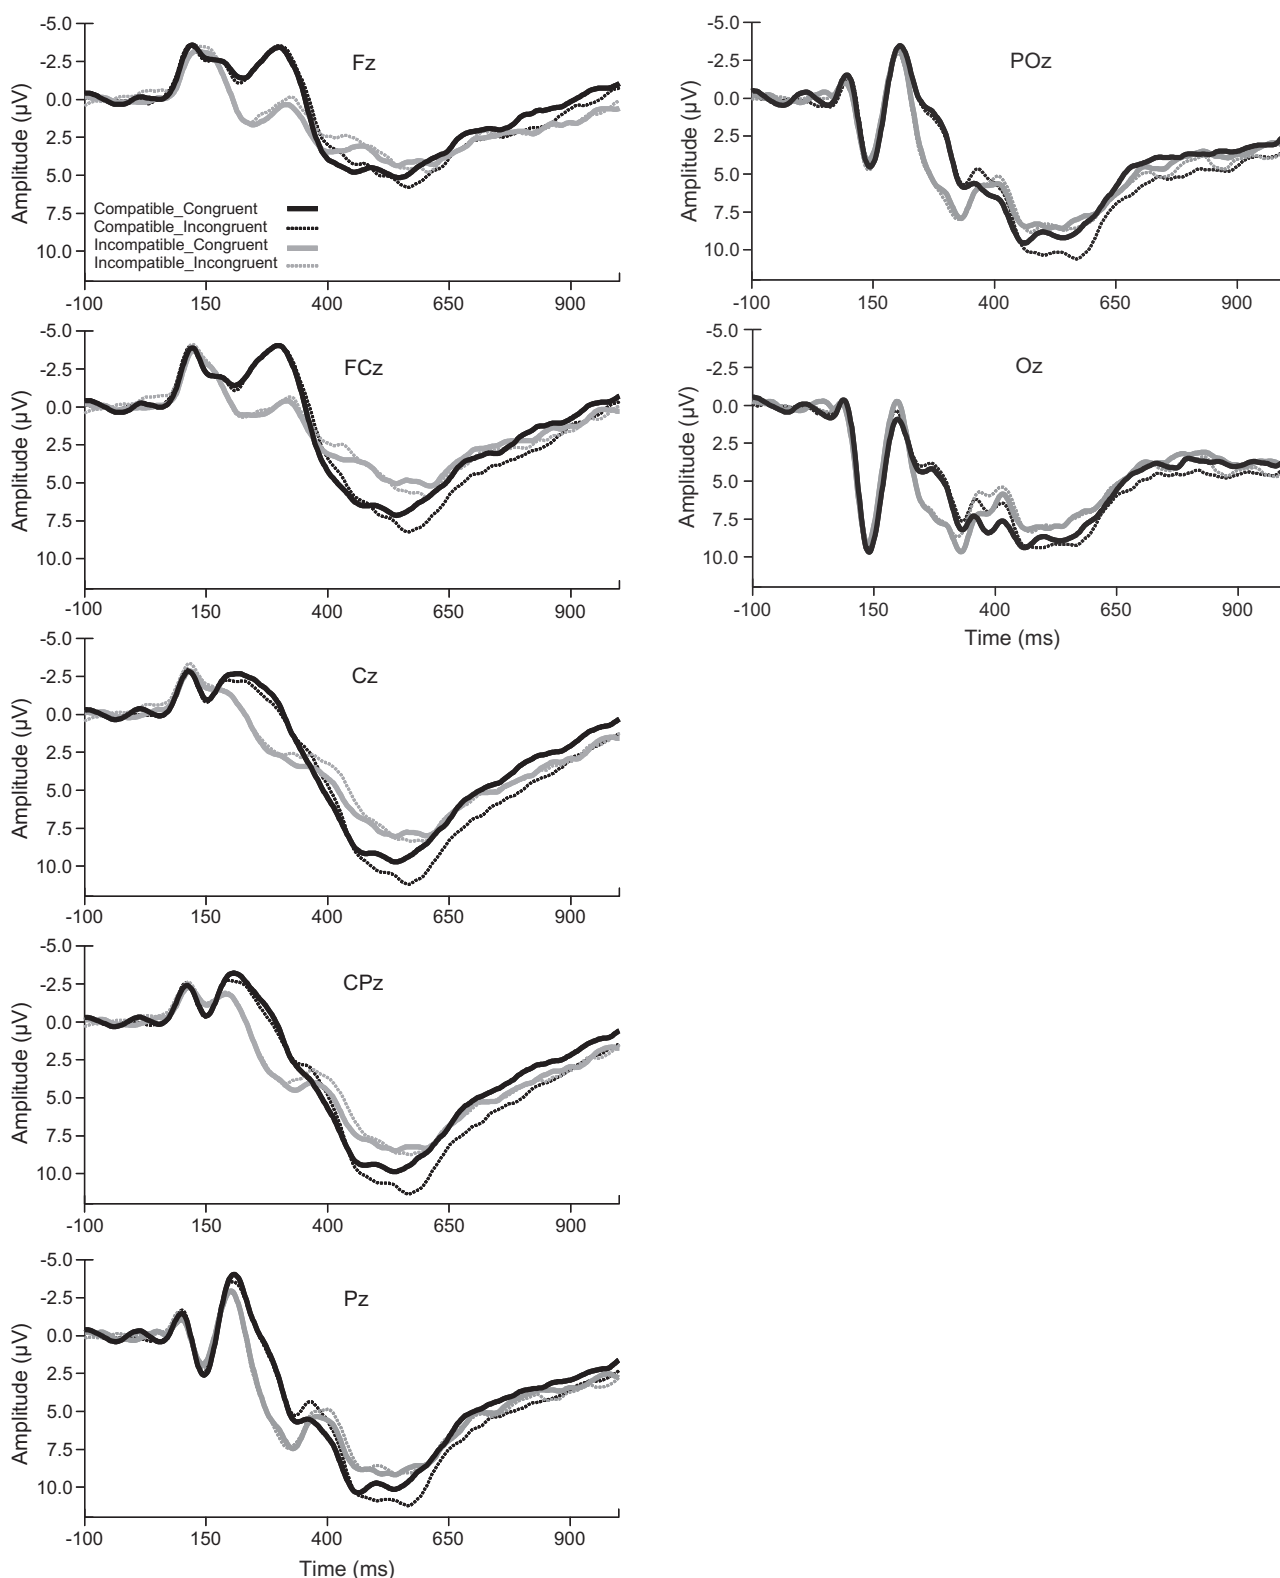 -5.0
-2.5
0.0
2.5
5.0
7.5
10.0
Amplitude (µV)
Fz
Compatible_Congruent
Compatible_Incongruent
Incompatible_Congruent
Incompatible_Incongruent
-100 150 400 650 900
-5.0
-2.5
0.0
2.5
5.0
7.5
10.0
Amplitude (µV)
FCz
-100 150 400 650 900
-5.0
-2.5
0.0
2.5
5.0
7.5
10.0
Amplitude (µV)
Cz
-100 150 400 650 900
-5.0
-2.5
0.0
2.5
5.0
7.5
10.0
Amplitude (µV)
CPz
-100 150 400 650 900
-5.0
-2.5
0.0
2.5
5.0
7.5
10.0
Amplitude (µV)
Pz
-100 150 400 650 900
Time (ms)
-5.0
-2.5
0.0
2.5
5.0
7.5
10.0
Amplitude (µV)
POz
-100 150 400 650 900
-5.0
-2.5
0.0
2.5
5.0
7.5
10.0
Amplitude (µV)
Oz
-100 150 400 650 900
Time (ms)